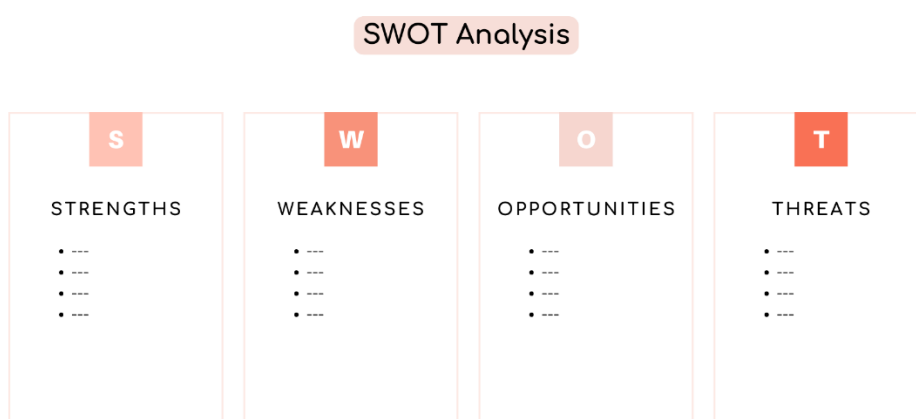 SWOT Analysis
S
STRENGTHS
• ---
• ---
• ---
• ---
W
WEAKNESSES
• ---
• ---
• ---
• ---
O
OPPORTUNITIES
• ---
• ---
• ---
• ---
T
THREATS
• ---
• ---
• ---
• ---